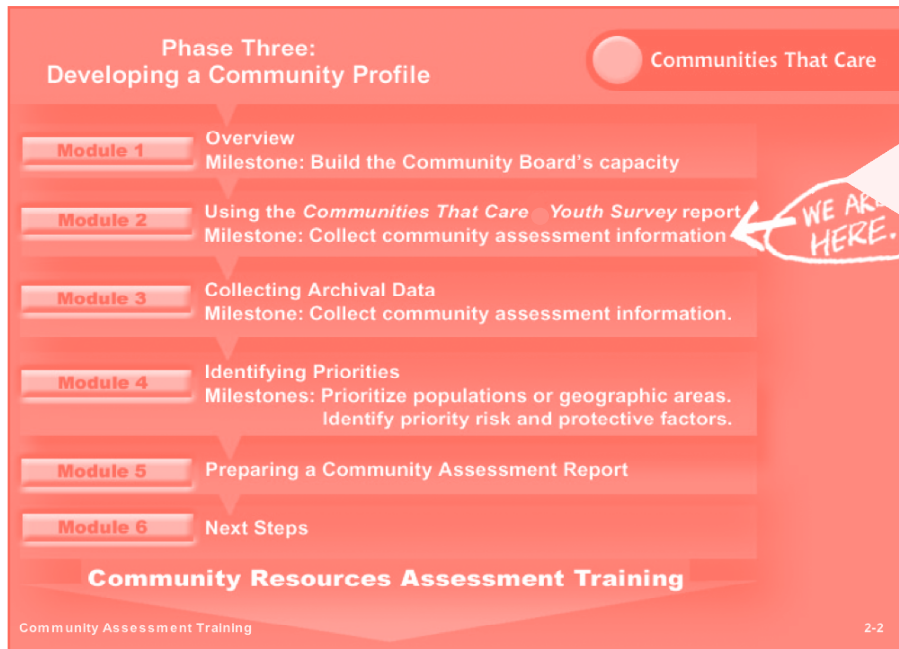 Phase Three:
Developing a Community Profile
Communities That Care
Module 1
Overview
Milestone: Build the Community Board's capacity
Module 2
Using the Communities That Care Youth Survey report
Milestone: Collect community assessment information
WE ARE
HERE.
Module 3
Collecting Archival Data
Milestone: Collect community assessment information.
Module 4
Identifying Priorities
Milestones: Prioritize populations or geographic areas.
Identify priority risk and protective factors.
Module 5
Preparing a Community Assessment Report
Module 6
Next Steps
Community Resources Assessment Training
Community Assessment Training
2-2